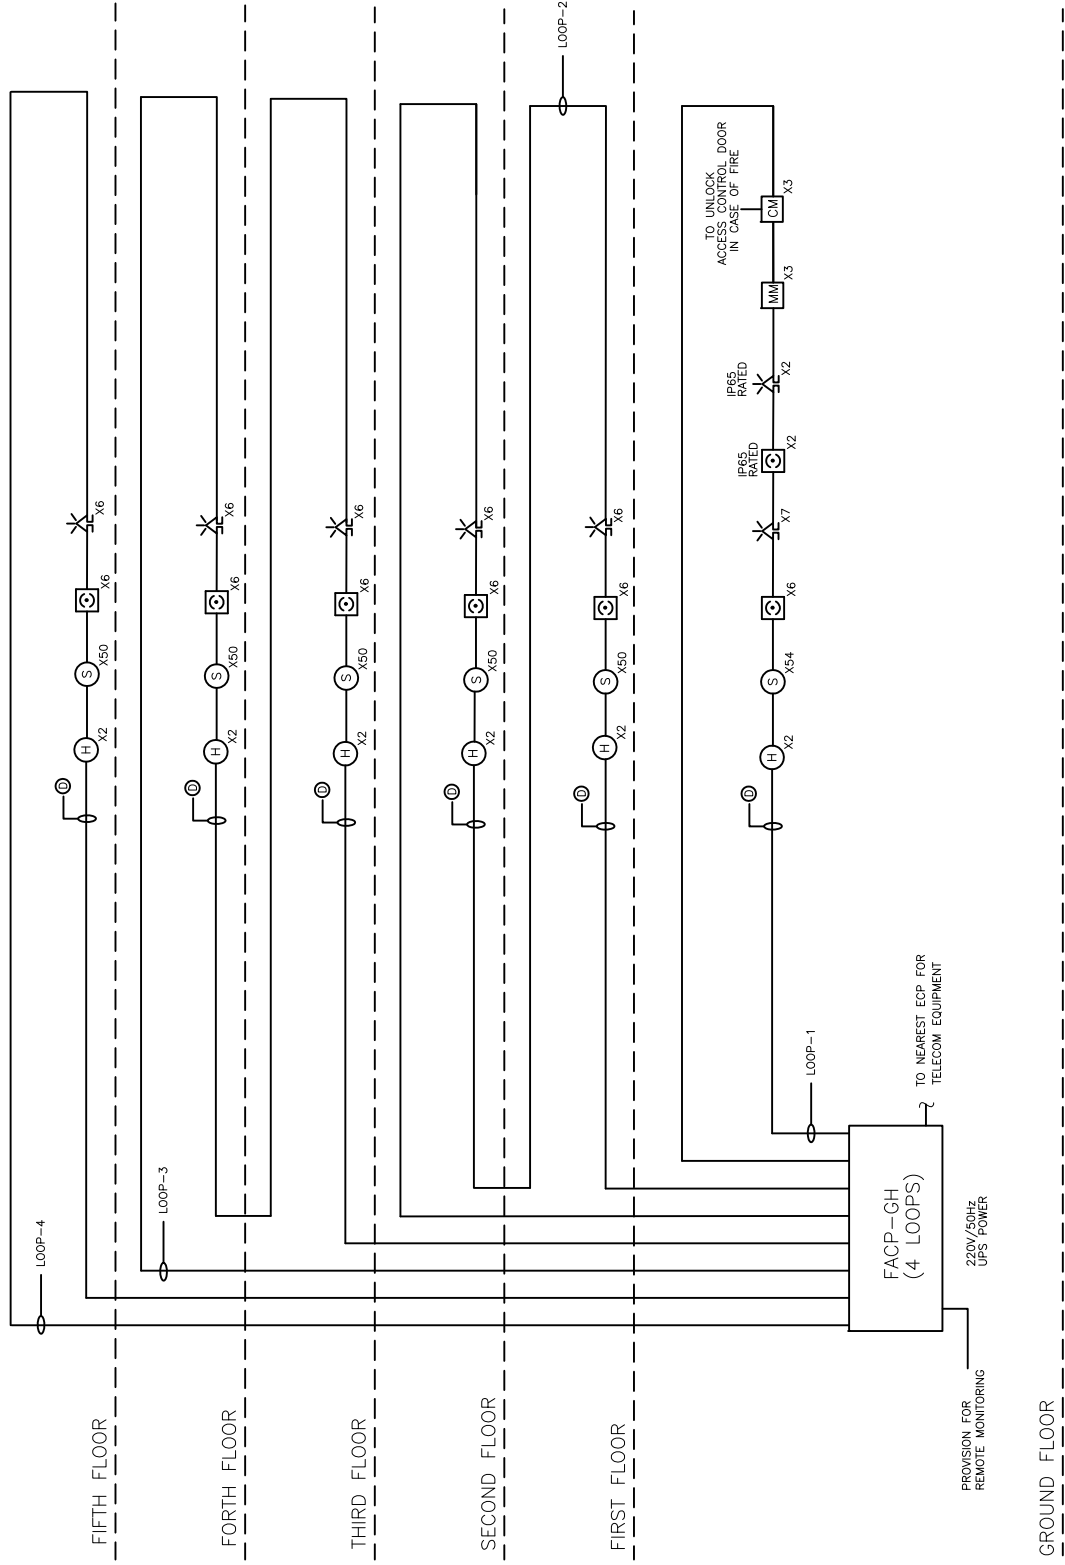 FIFTH FLOOR
LOOP-4
D
H
X2
S
X50
X6
X6
FORTH FLOOR
LOOP-3
D
H
X2
S
X50
X6
X6
THIRD FLOOR
D
H
X2
S
X50
X6
X6
SECOND FLOOR
D
H
X2
S
X50
X6
X6
LOOP-2
FIRST FLOOR
D
H
X2
S
X50
X6
X6
GROUND FLOOR
LOOP-1
D
H
X2
S
X54
X6
X7
IP65
RATED
X2
IP65
RATED
X2
MM
X3
TO UNLOCK
ACCESS CONTROL DOOR
IN CASE OF FIRE
CM
X3
FACP-GH
(4 LOOPS)
TO NEAREST ECP FOR
TELECOM EQUIPMENT
220V/50Hz
UPS POWER
PROVISION FOR
REMOTE MONITORING